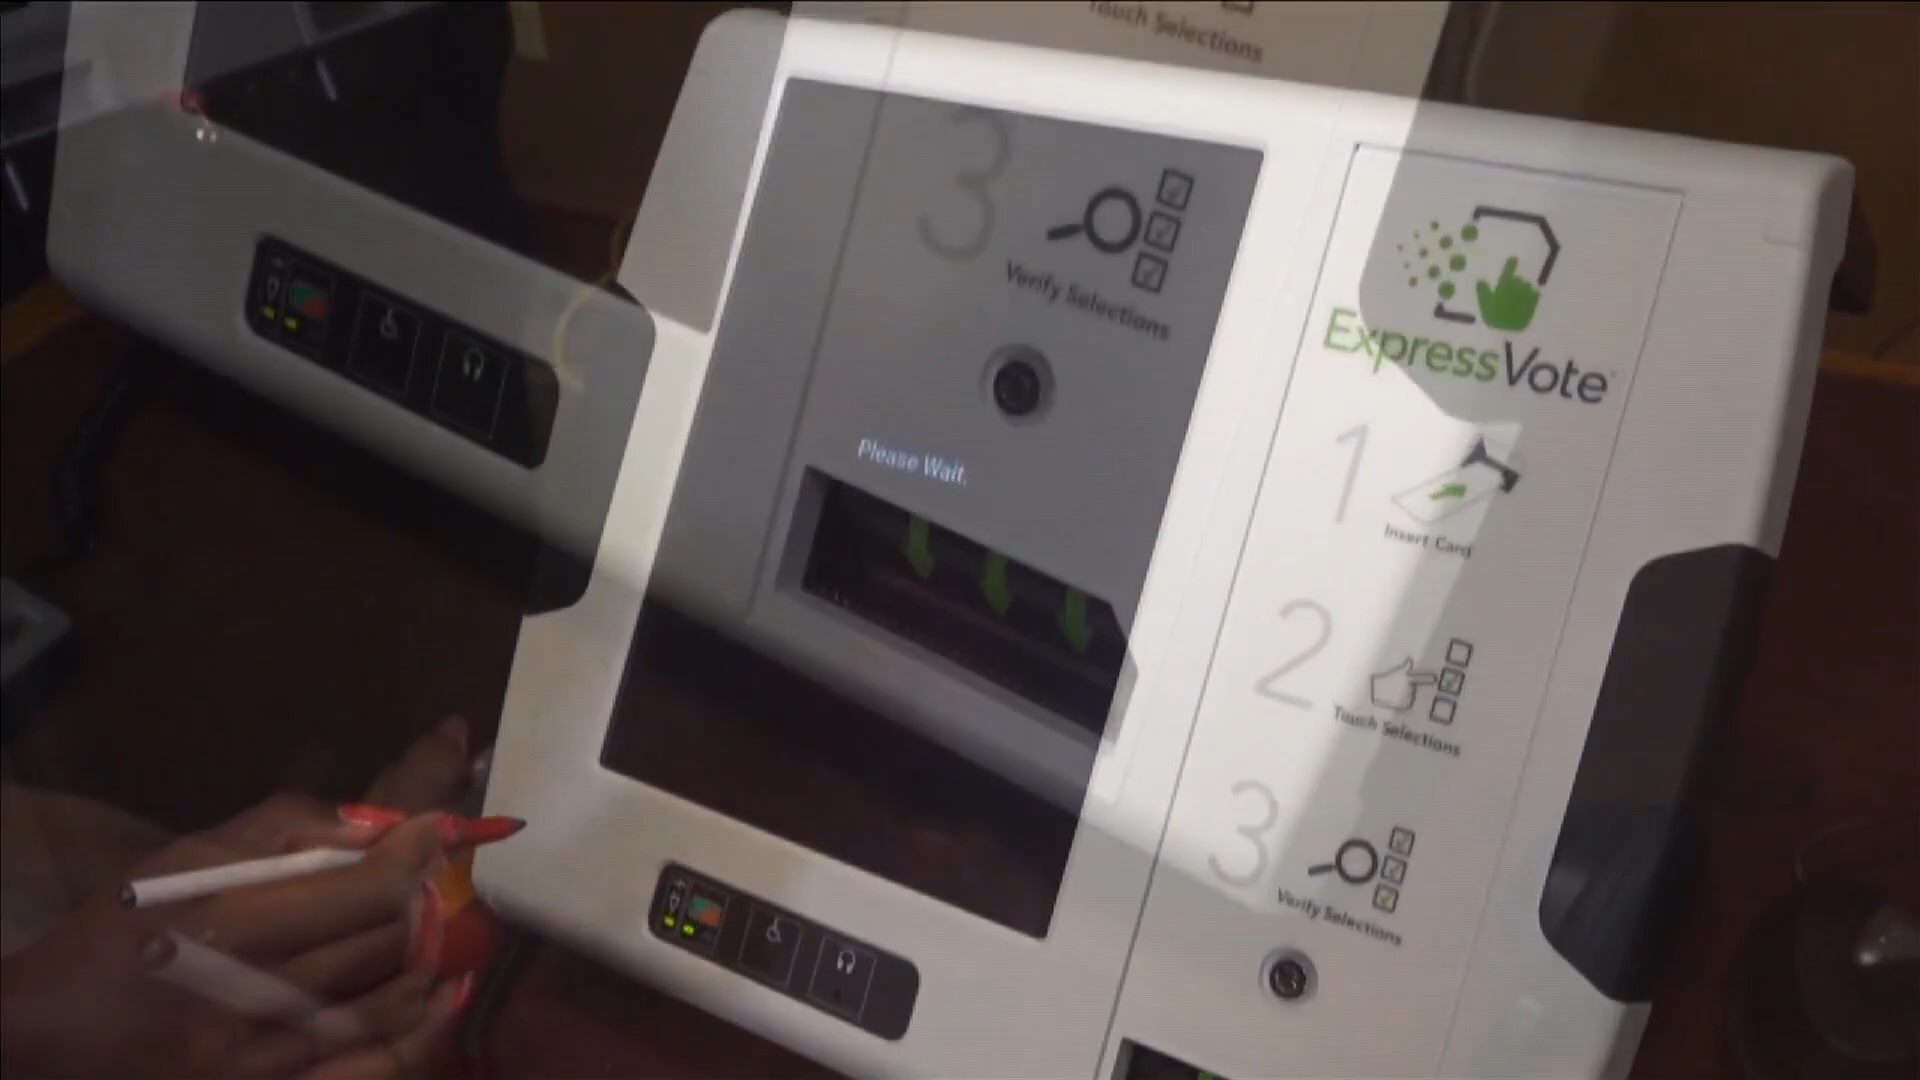 Touch Selections
3
Verify Selections
Please Wait.
ExpressVote
1
Insert Card
2
Touch Selections
3
Verify Selections